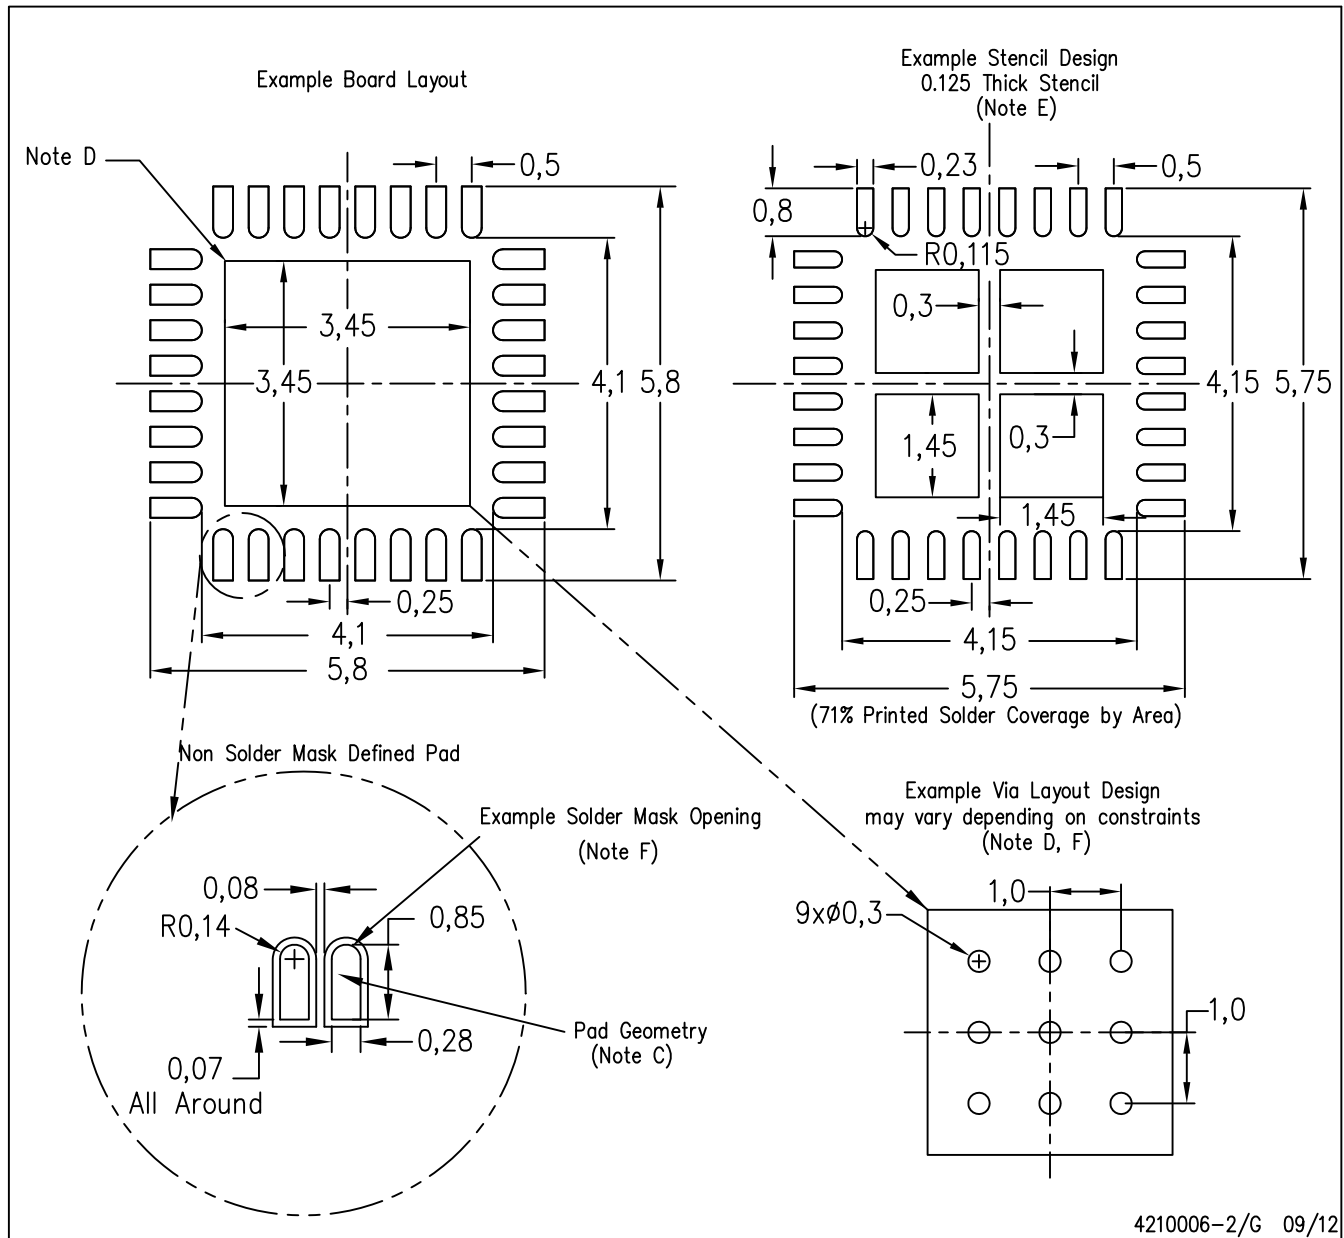 Example Board Layout
Note D
0,5
3,45
3,45
4,1
5,8
0,25
4,1
5,8
Example Stencil Design
0.125 Thick Stencil
(Note E)
0,23
0,5
0,8
R0,115
0,3
4,15
5,75
1,45
0,3
1,45
0,25
4,15
5,75
(71% Printed Solder Coverage by Area)
Non Solder Mask Defined Pad
Example Solder Mask Opening
(Note F)
0,08
R0,14
0,85
0,28
Pad Geometry
(Note C)
0,07
All Around
Example Via Layout Design
may vary depending on constraints
(Note D, F)
1,0
9xø0,3
1,0
4210006-2/G 09/12